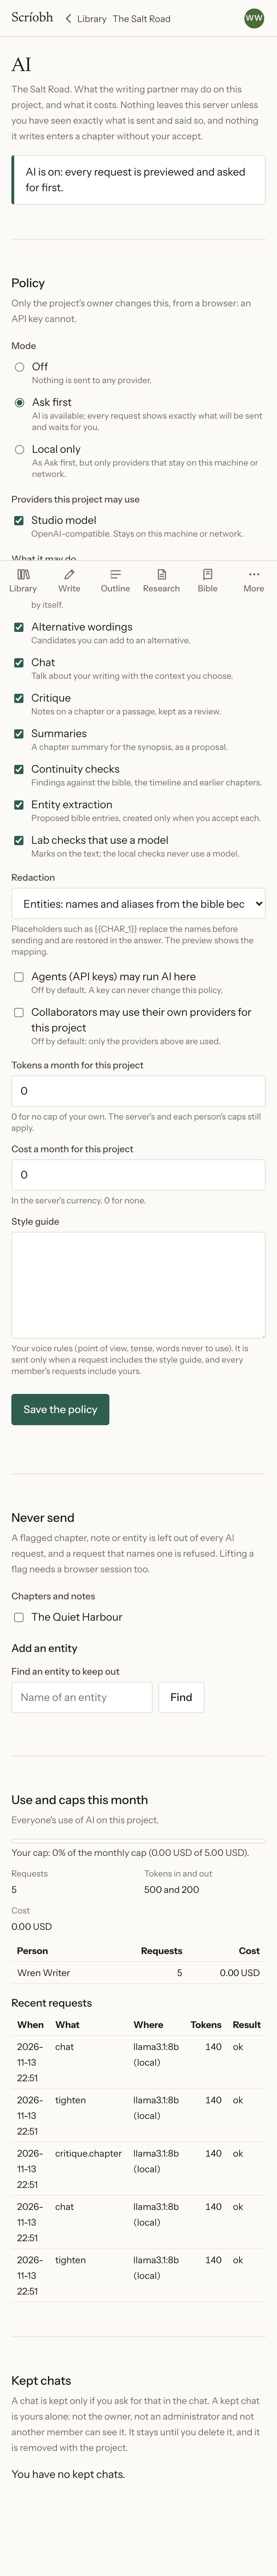 Scríobh
Library The Salt Road
WW
AI
The Salt Road. What the writing partner may do on this
project, and what it costs. Nothing leaves this server unless
you have seen exactly what is sent and said so, and nothing
it writes enters a chapter without your accept.
AI is on: every request is previewed and asked
for first.
Policy
Only the project's owner changes this, from a browser: an
API key cannot.
Mode
Off
Nothing is sent to any provider.
Ask first
AI is available; every request shows exactly what will be sent
and waits for you.
Local only
As Ask first, but only providers that stay on this machine or
network.
Providers this project may use
Studio model
OpenAI-compatible. Stays on this machine or network.
What it may do
Library Write Outline Research Bible More
by itself.
Alternative wordings
Candidates you can add to an alternative.
Chat
Talk about your writing with the context you choose.
Critique
Notes on a chapter or a passage, kept as a review.
Summaries
A chapter summary for the synopsis, as a proposal.
Continuity checks
Findings against the bible, the timeline and earlier chapters.
Entity extraction
Proposed bible entries, created only when you accept each.
Lab checks that use a model
Marks on the text; the local checks never use a model.
Redaction
Entities: names and aliases from the bible bec
Placeholders such as {{CHAR_1}} replace the names before
sending and are restored in the answer. The preview shows the
mapping.
Agents (API keys) may run AI here
Off by default. A key can never change this policy.
Collaborators may use their own providers for
this project
Off by default: only the providers above are used.
Tokens a month for this project
0
0 for no cap of your own. The server's and each person's caps still
apply.
Cost a month for this project
0
In the server's currency. 0 for none.
Style guide
Your voice rules (point of view, tense, words never to use). It is
sent only when a request includes the style guide, and every
member's requests include yours.
Save the policy
Never send
A flagged chapter, note or entity is left out of every AI
request, and a request that names one is refused. Lifting a
flag needs a browser session too.
Chapters and notes
The Quiet Harbour
Add an entity
Find an entity to keep out
Name of an entity Find
Use and caps this month
Everyone's use of AI on this project.
Your cap: 0% of the monthly cap (0.00 USD of 5.00 USD).
Requests Tokens in and out
5 500 and 200
Cost
0.00 USD
Person Requests Cost
Wren Writer 5 0.00 USD
Recent requests
When What Where Tokens Result
2026- chat llama3.1:8b 140 ok
11-13 (local)
22:51
2026- tighten llama3.1:8b 140 ok
11-13 (local)
22:51
2026- critique.chapter llama3.1:8b 140 ok
11-13 (local)
22:51
2026- chat llama3.1:8b 140 ok
11-13 (local)
22:51
2026- tighten llama3.1:8b 140 ok
11-13 (local)
22:51
Kept chats
A chat is kept only if you ask for that in the chat. A kept chat
is yours alone: not the owner, not an administrator and not
another member can see it. It stays until you delete it, and it
is removed with the project.
You have no kept chats.